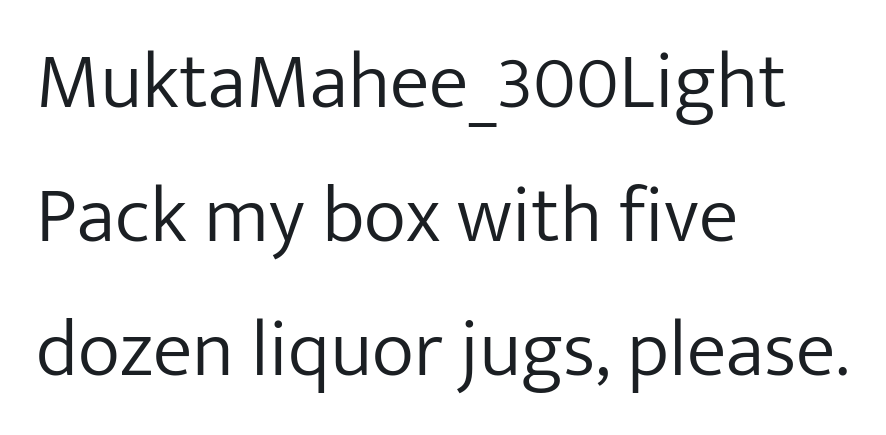 MuktaMahee_300Light
Pack my box with five
dozen liquor jugs, please.